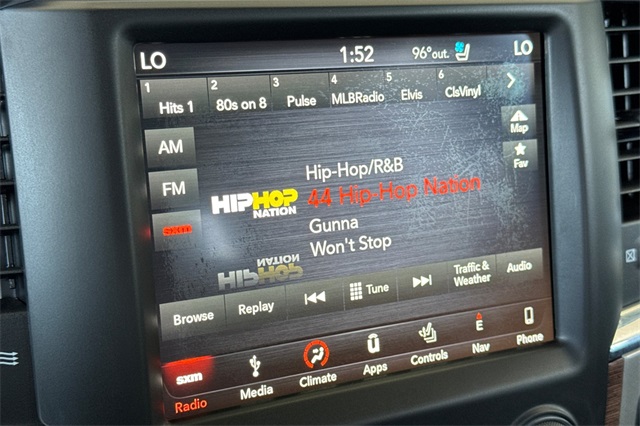 LO 1:52 96°out. LO
1 Hits 1 2 80s on 8 3 Pulse 4 MLBRadio 5 Elvis 6 ClsVinyl
AM
FM
sxm
Map
Fav
HIPHOP
NATION
Hip-Hop/R&B
44 Hip-Hop Nation
Gunna
Won't Stop
Browse Replay Tune Traffic & Weather Audio
sxm E
Radio Media Climate Apps Controls Nav Phone